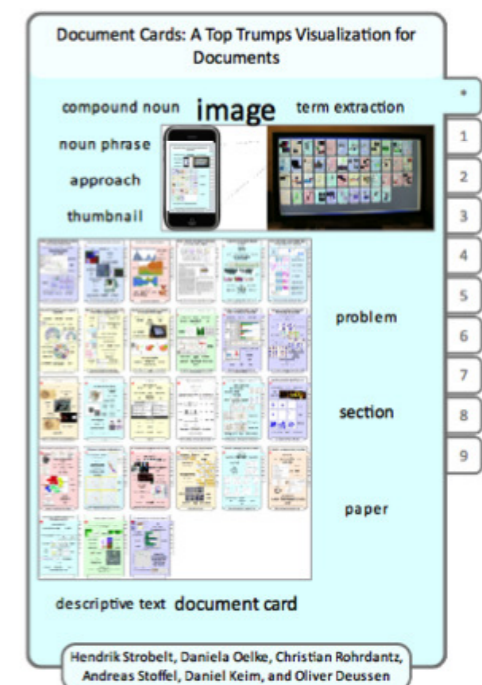 Document Cards: A Top Trumps Visualization for
Documents
compound noun image term extraction
noun phrase
approach
thumbnail
problem
section
paper
descriptive text document card
Hendrik Strobelt, Daniela Oelke, Christian Rohrdantz,
Andreas Stoffel, Daniel Keim, and Oliver Deussen
*
1
2
3
4
5
6
7
8
9